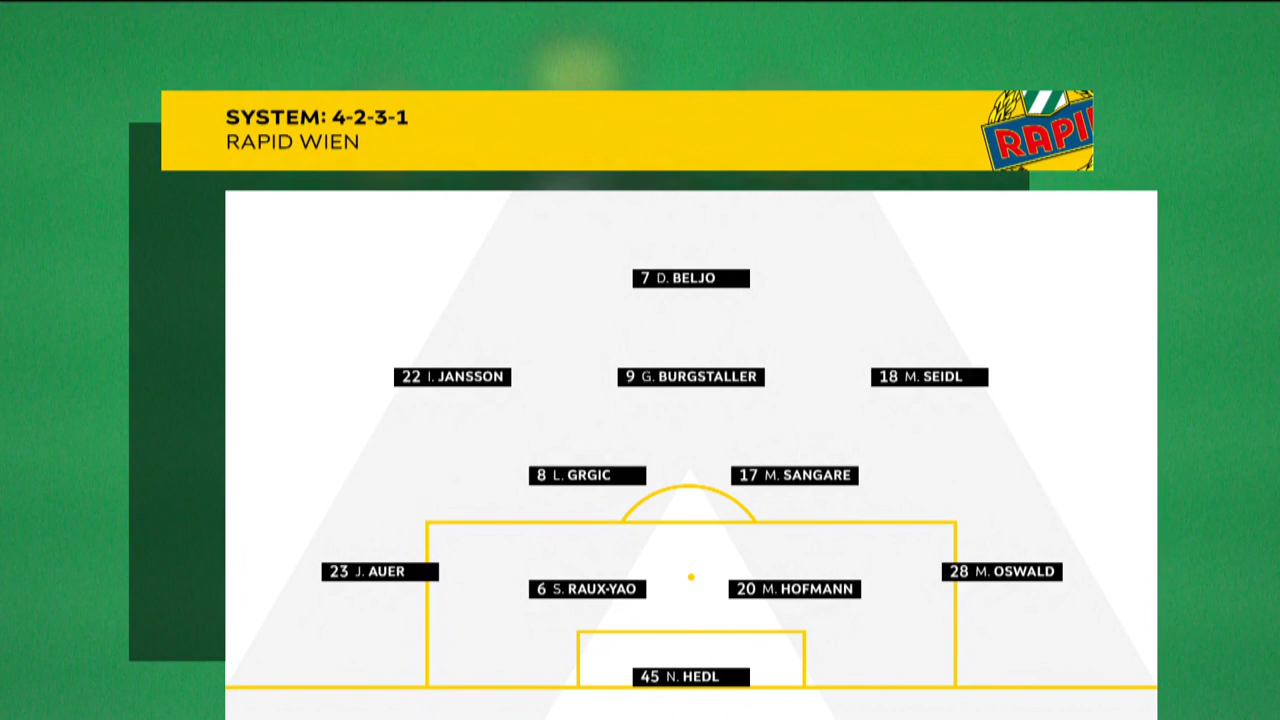 SYSTEM: 4-2-3-1
RAPID WIEN
RAPI
7 D. BELJO
22 I. JANSSON
9 G. BURGSTALLER
18 M. SEIDL
8 L. GRGIC
17 M. SANGARE
23 J. AUER
28 M. OSWALD
6 S. RAUX-YAO
20 M. HOFMANN
45 N. HEDL